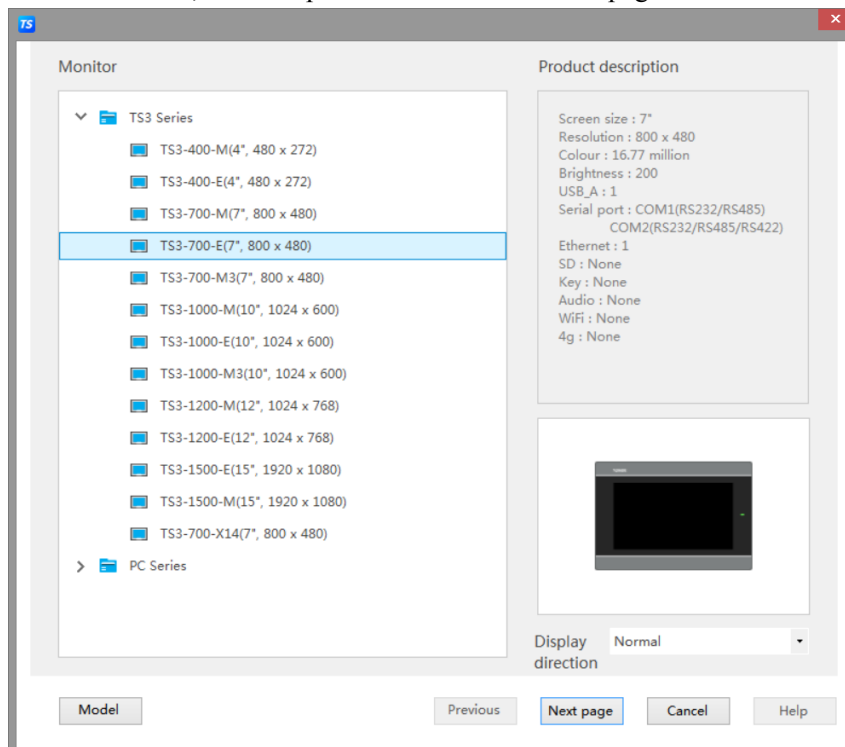 TS
Monitor
TS3 Series
TS3-400-M(4", 480 x 272)
TS3-400-E(4", 480 x 272)
TS3-700-M(7", 800 x 480)
TS3-700-E(7", 800 x 480)
TS3-700-M3(7", 800 x 480)
TS3-1000-M(10", 1024 x 600)
TS3-1000-E(10", 1024 x 600)
TS3-1000-M3(10", 1024 x 600)
TS3-1200-M(12", 1024 x 768)
TS3-1200-E(12", 1024 x 768)
TS3-1500-E(15", 1920 x 1080)
TS3-1500-M(15", 1920 x 1080)
TS3-700-X14(7", 800 x 480)
PC Series
Product description
Screen size : 7"
Resolution : 800 x 480
Colour : 16.77 million
Brightness : 200
USB_A : 1
Serial port : COM1(RS232/RS485)
COM2(RS232/RS485/RS422)
Ethernet : 1
SD : None
Key : None
Audio : None
WiFi : None
4g : None
Display direction
Normal
Model
Previous
Next page
Cancel
Help